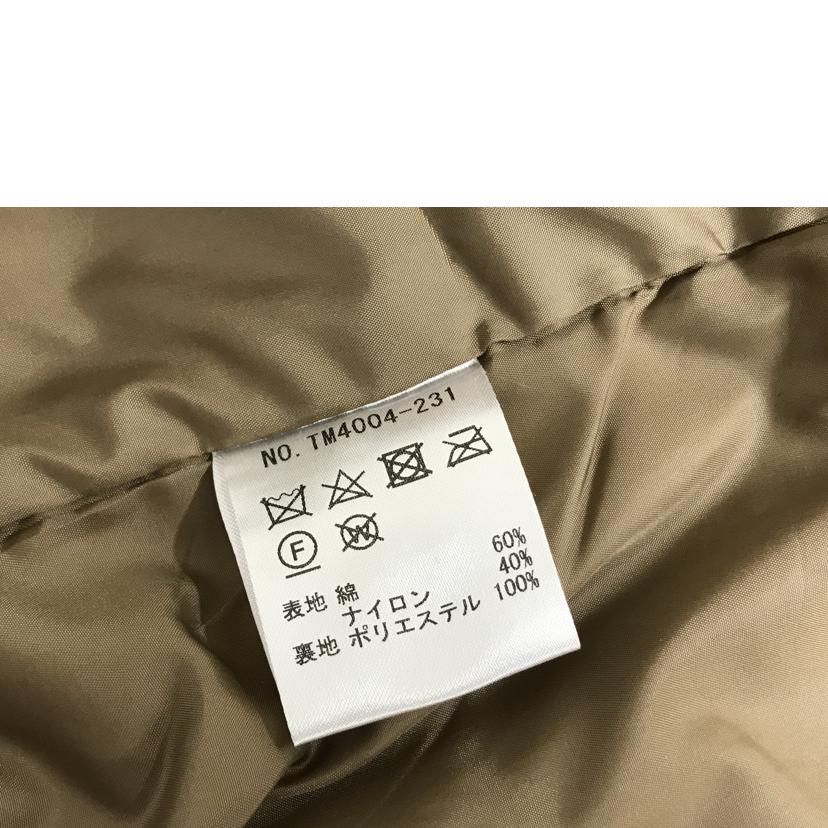 NO. TM4004-231
F W
表地 綿 60%
ナイロン 40%
裏地 ポリエステル 100%